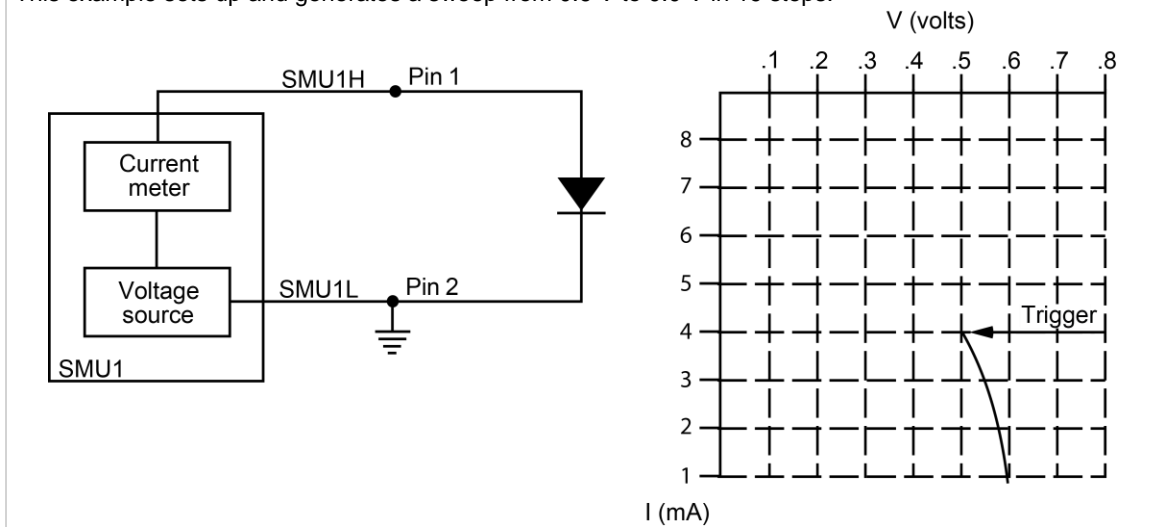 This example sets up and generates a sweep from 0.0 V to 0.6 V in 10 steps.
V (volts)
.1 .2 .3 .4 .5 .6 .7 .8
SMU1H Pin 1
Current
meter
Voltage
source
SMU1L Pin 2
SMU1
8
7
6
5
Trigger
4
3
2
1
I (mA)